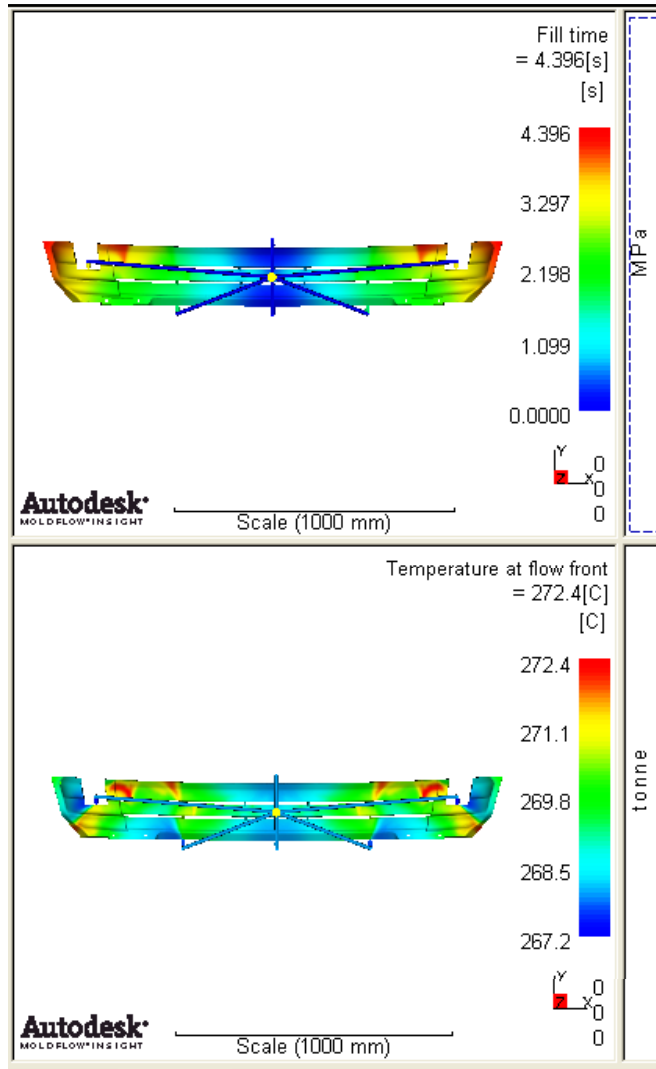 Fill time
= 4.396[s]
[s]
4.396
3.297
2.198
1.099
0.0000
MPa
Y
X
Z
0
0
0
Autodesk®
MOLDFLOW® INSIGHT
Scale (1000 mm)
Temperature at flow front
= 272.4[C]
[C]
272.4
271.1
269.8
268.5
267.2
tonne
Y
X
Z
0
0
0
Autodesk®
MOLDFLOW® INSIGHT
Scale (1000 mm)